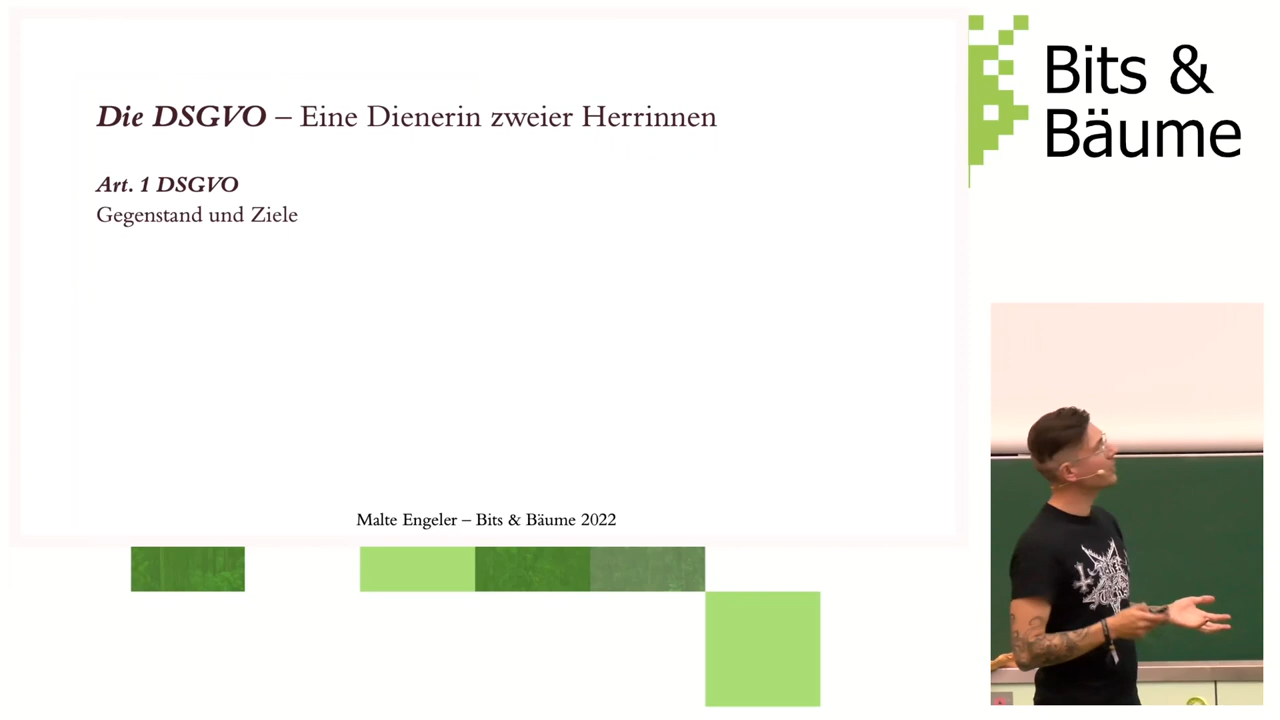 Die DSGVO – Eine Dienerin zweier Herrinnen
Art. 1 DSGVO
Gegenstand und Ziele
Malte Engeler – Bits & Bäume 2022
Bits &
Bäume